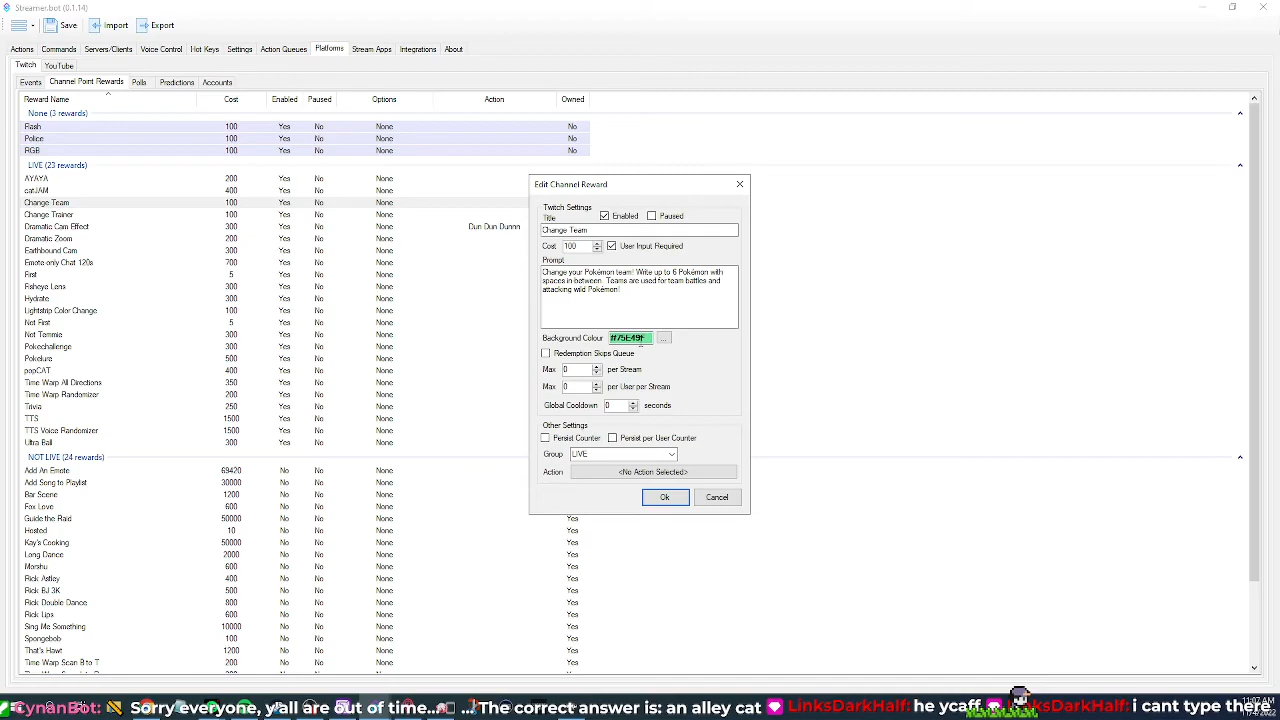 Streamer.bot (0.1.14)
Save Import Export
Actions Commands Servers/Clients Voice Control Hot Keys Settings Action Queues Platforms Stream Apps Integrations About
Twitch YouTube
Events Channel Point Rewards Polls Predictions Accounts
Reward Name Cost Enabled Paused Options Action Owned
None (3 rewards)
Flash 100 Yes No None No
Police 100 Yes No None No
RGB 100 Yes No None No
LIVE (23 rewards)
AYAYA 200 Yes No None
catJAM 400 Yes No None
Change Team 100 Yes No None
Change Trainer 100 Yes No None
Dramatic Cam Effect 300 Yes No None Dun Dun Dunnn
Dramatic Zoom 200 Yes No None
Earthbound Cam 300 Yes No None
Emote-only Chat 120s 700 Yes No None
First 5 Yes No None
Fisheye Lens 300 Yes No None
Hydrate 300 Yes No None
Lightstrip Color Change 100 Yes No None
Not First 5 Yes No None
Not Temmie 300 Yes No None
Pokechallenge 300 Yes No None
Pokelure 500 Yes No None
popCAT 400 Yes No None
Time Warp All Directions 350 Yes No None
Time Warp Randomizer 200 Yes No None
Trivia 250 Yes No None
TTS 1500 Yes No None
TTS Voice Randomizer 1500 Yes No None
Ultra Ball 300 Yes No None
NOT LIVE (24 rewards)
Add An Emote 69420 No No None
Add Song to Playlist 30000 No No None
Bar Scene 1200 No No None
Fox Love 600 No No None
Guide the Raid 50000 No No None Yes
Hosted 10 No No None Yes
Kay's Cooking 50000 No No None Yes
Long Dance 2000 No No None Yes
Morshu 600 No No None Yes
Rick Astley 400 No No None Yes
Rick BJ 3K 500 No No None Yes
Rick Double Dance 800 No No None Yes
Rick Lips 600 No No None Yes
Sing Me Something 10000 No No None Yes
Spongebob 100 No No None Yes
That's Hawt 1200 No No None Yes
Time Warp Scan B to T 200 No No None Yes
Edit Channel Reward
Twitch Settings
Title Enabled Paused
Change Team
Cost 100 User Input Required
Prompt
Change your Pokémon team! Write up to 6 Pokémon with
spaces in between. Teams are used for team battles and
attacking wild Pokémon!
Background Colour #75E49F ...
Redemption Skips Queue
Max 0 per Stream
Max 0 per User per Stream
Global Cooldown 0 seconds
Other Settings
Persist Counter Persist per User Counter
Group LIVE
Action <No Action Selected>
Ok Cancel
CynanBot: Sorry everyone, y'all are out of time... The correct answer is: an alley cat LinksDarkHalf: he ycaff LinksDarkHalf: i cant type there